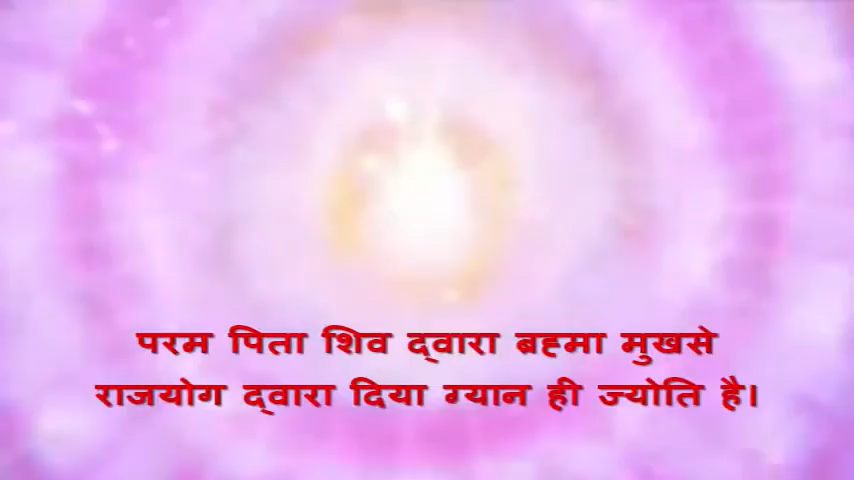 परम पिता शिव द्वारा ब्रह्मा मुखसे
राजयोग द्वारा दिया ग्यान ही ज्योति है।